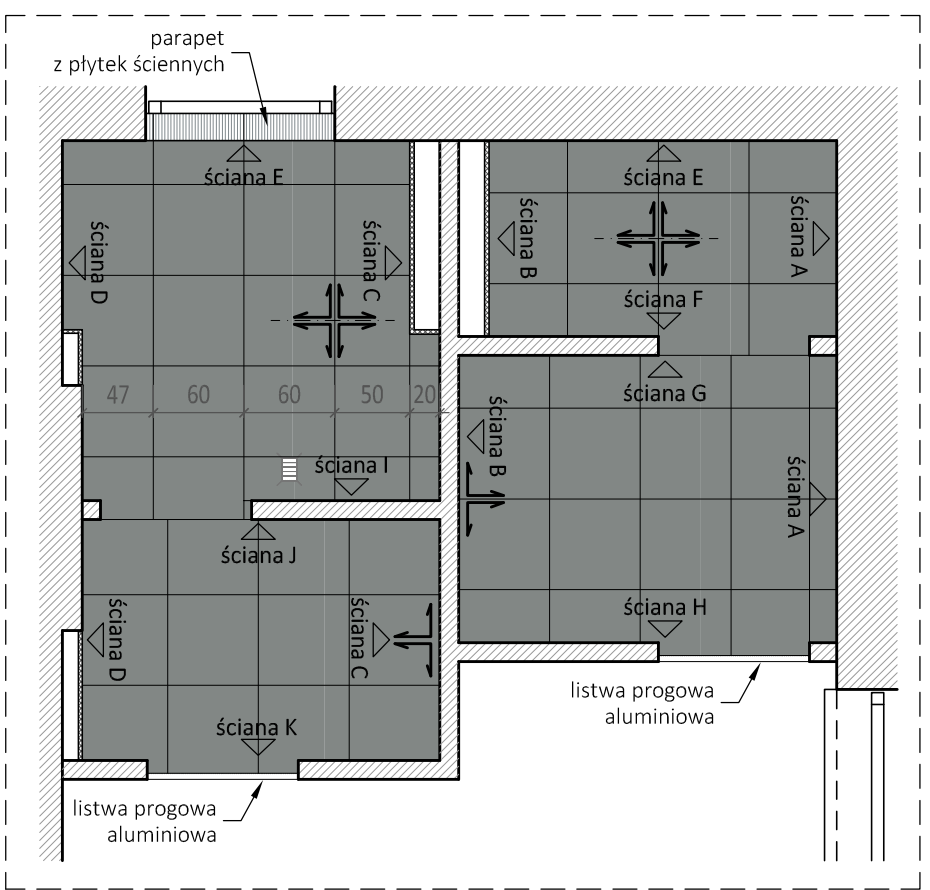 parapet
z płytek ściennych
ściana E
ściana E
ściana D
ściana C
ściana B
ściana A
ściana F
47 60 60 50 20
ściana G
ściana B
ściana I
ściana A
ściana J
ściana H
ściana D
ściana C
ściana K
listwa progowa
aluminiowa
listwa progowa
aluminiowa